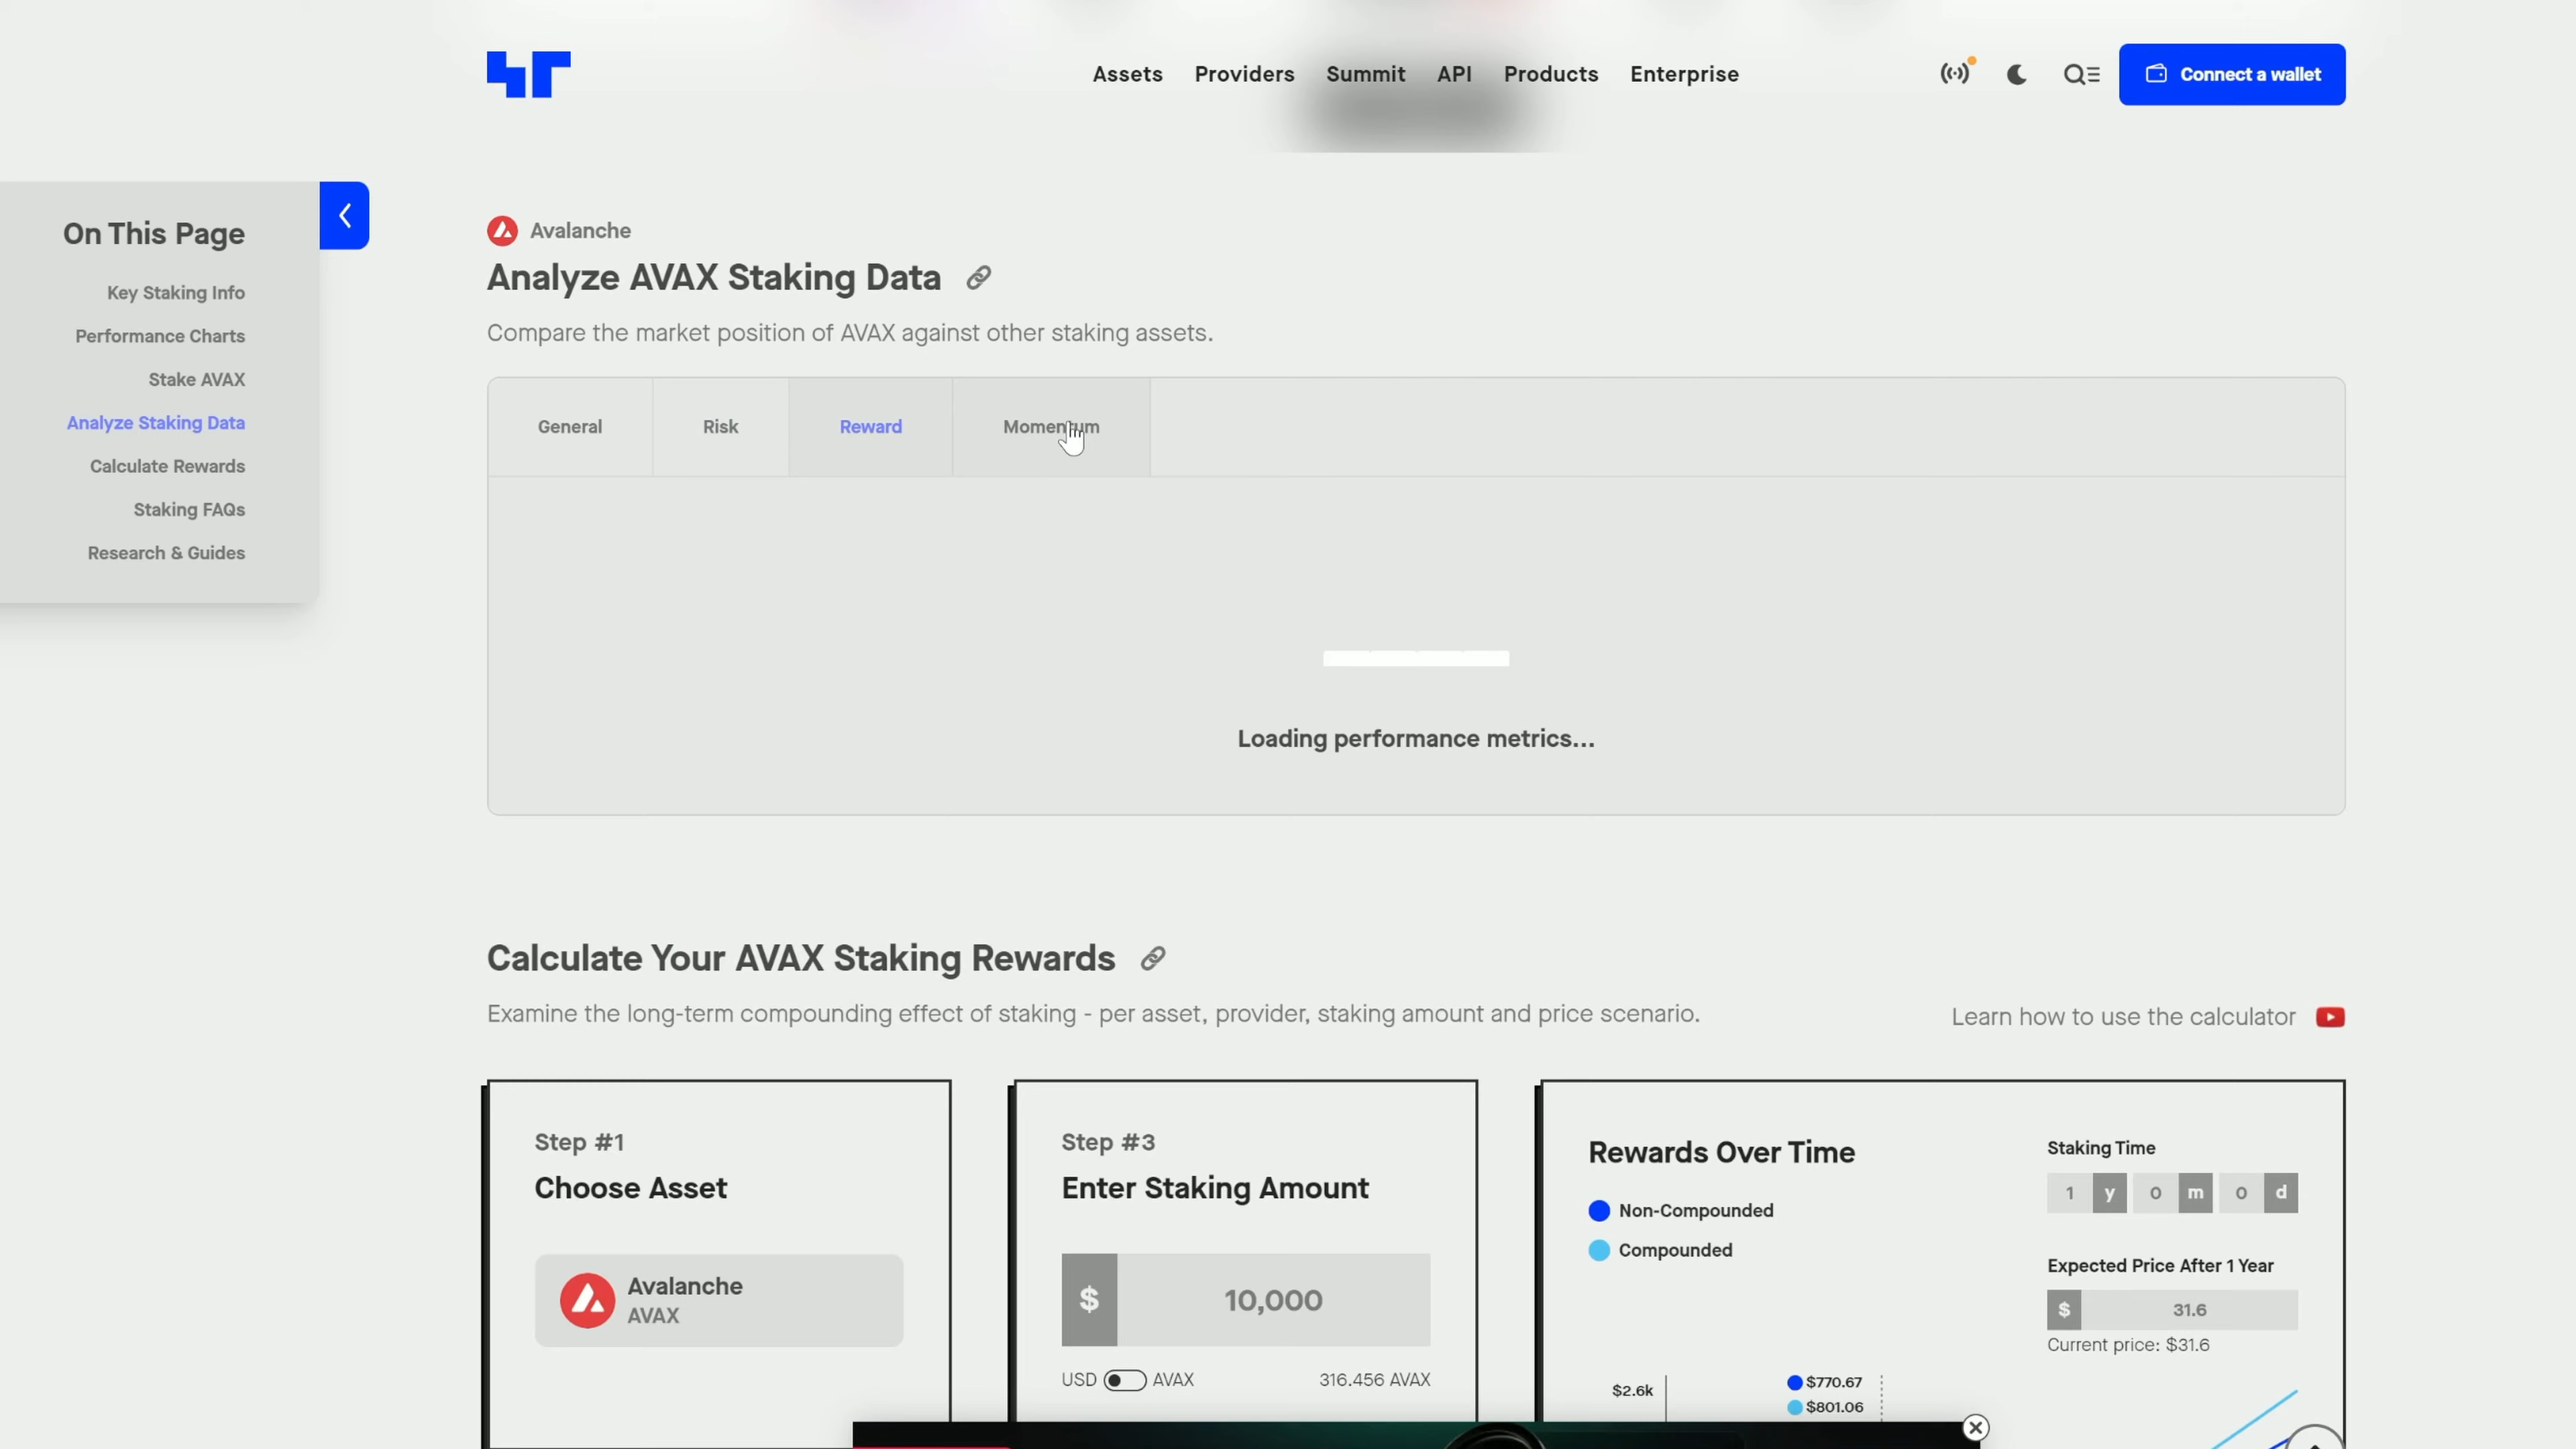 Assets Providers Summit API Products Enterprise Connect a wallet
On This Page
Key Staking Info
Performance Charts
Stake AVAX
Analyze Staking Data
Calculate Rewards
Staking FAQs
Research & Guides
Avalanche
Analyze AVAX Staking Data
Compare the market position of AVAX against other staking assets.
General Risk Reward Momentum
Loading performance metrics...
Calculate Your AVAX Staking Rewards
Examine the long-term compounding effect of staking - per asset, provider, staking amount and price scenario.
Learn how to use the calculator
Step #1
Choose Asset
Avalanche
AVAX
Step #3
Enter Staking Amount
$ 10,000
USD AVAX 316.456 AVAX
Rewards Over Time
Non-Compounded
Compounded
Staking Time
1 y 0 m 0 d
Expected Price After 1 Year
$ 31.6
Current price: $31.6
$2.6k
$770.67
$801.06